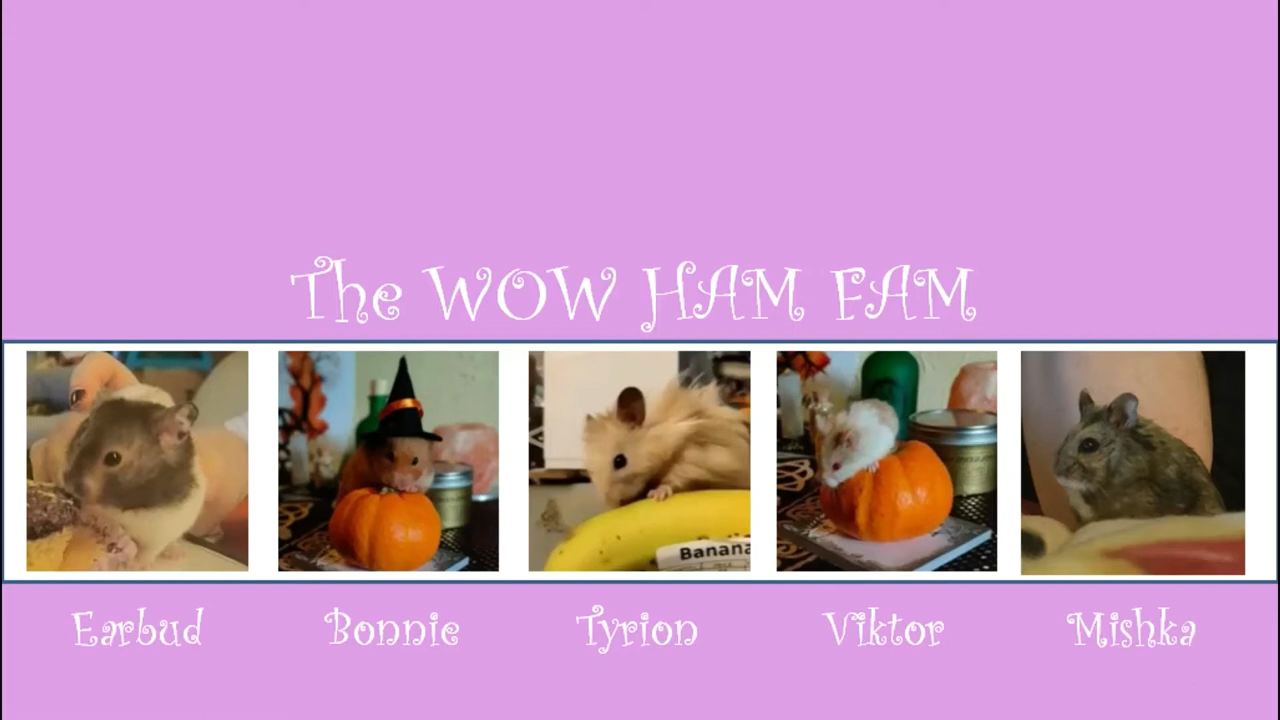 The WOW HAM FAM
Banana
Earbud
Bonnie
Tyrion
Viktor
Mishka